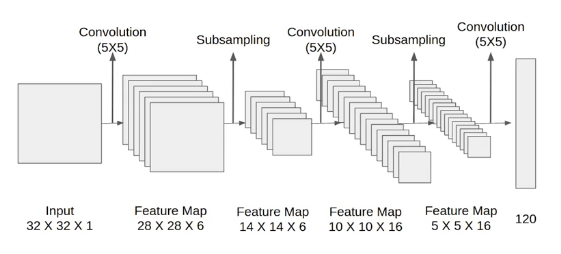 Convolution
(5X5)
Subsampling
Convolution
(5X5)
Subsampling
Convolution
(5X5)
Input
32 X 32 X 1
Feature Map
28 X 28 X 6
Feature Map
14 X 14 X 6
Feature Map
10 X 10 X 16
Feature Map
5 X 5 X 16
120